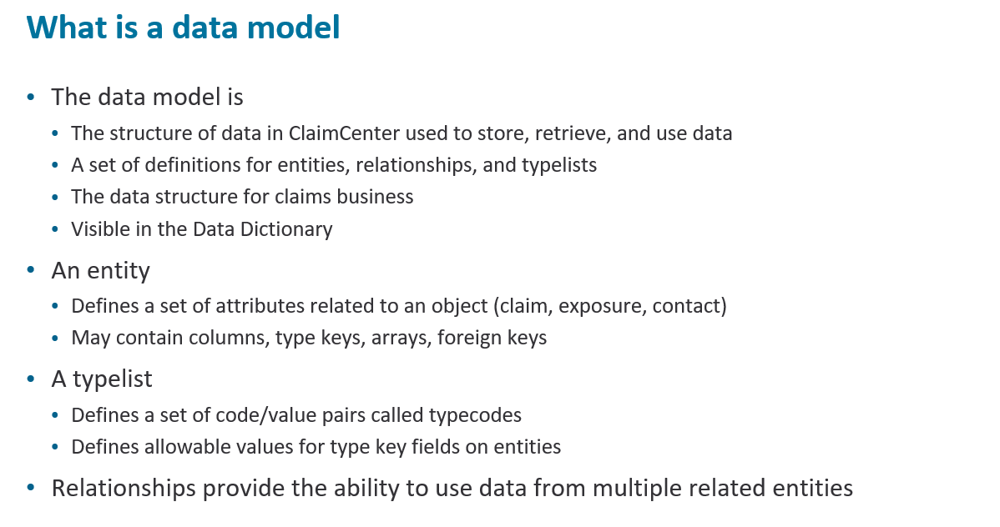 What is a data model
• The data model is
• The structure of data in ClaimCenter used to store, retrieve, and use data
• A set of definitions for entities, relationships, and typelists
• The data structure for claims business
• Visible in the Data Dictionary
• An entity
• Defines a set of attributes related to an object (claim, exposure, contact)
• May contain columns, type keys, arrays, foreign keys
• A typelist
• Defines a set of code/value pairs called typecodes
• Defines allowable values for type key fields on entities
• Relationships provide the ability to use data from multiple related entities